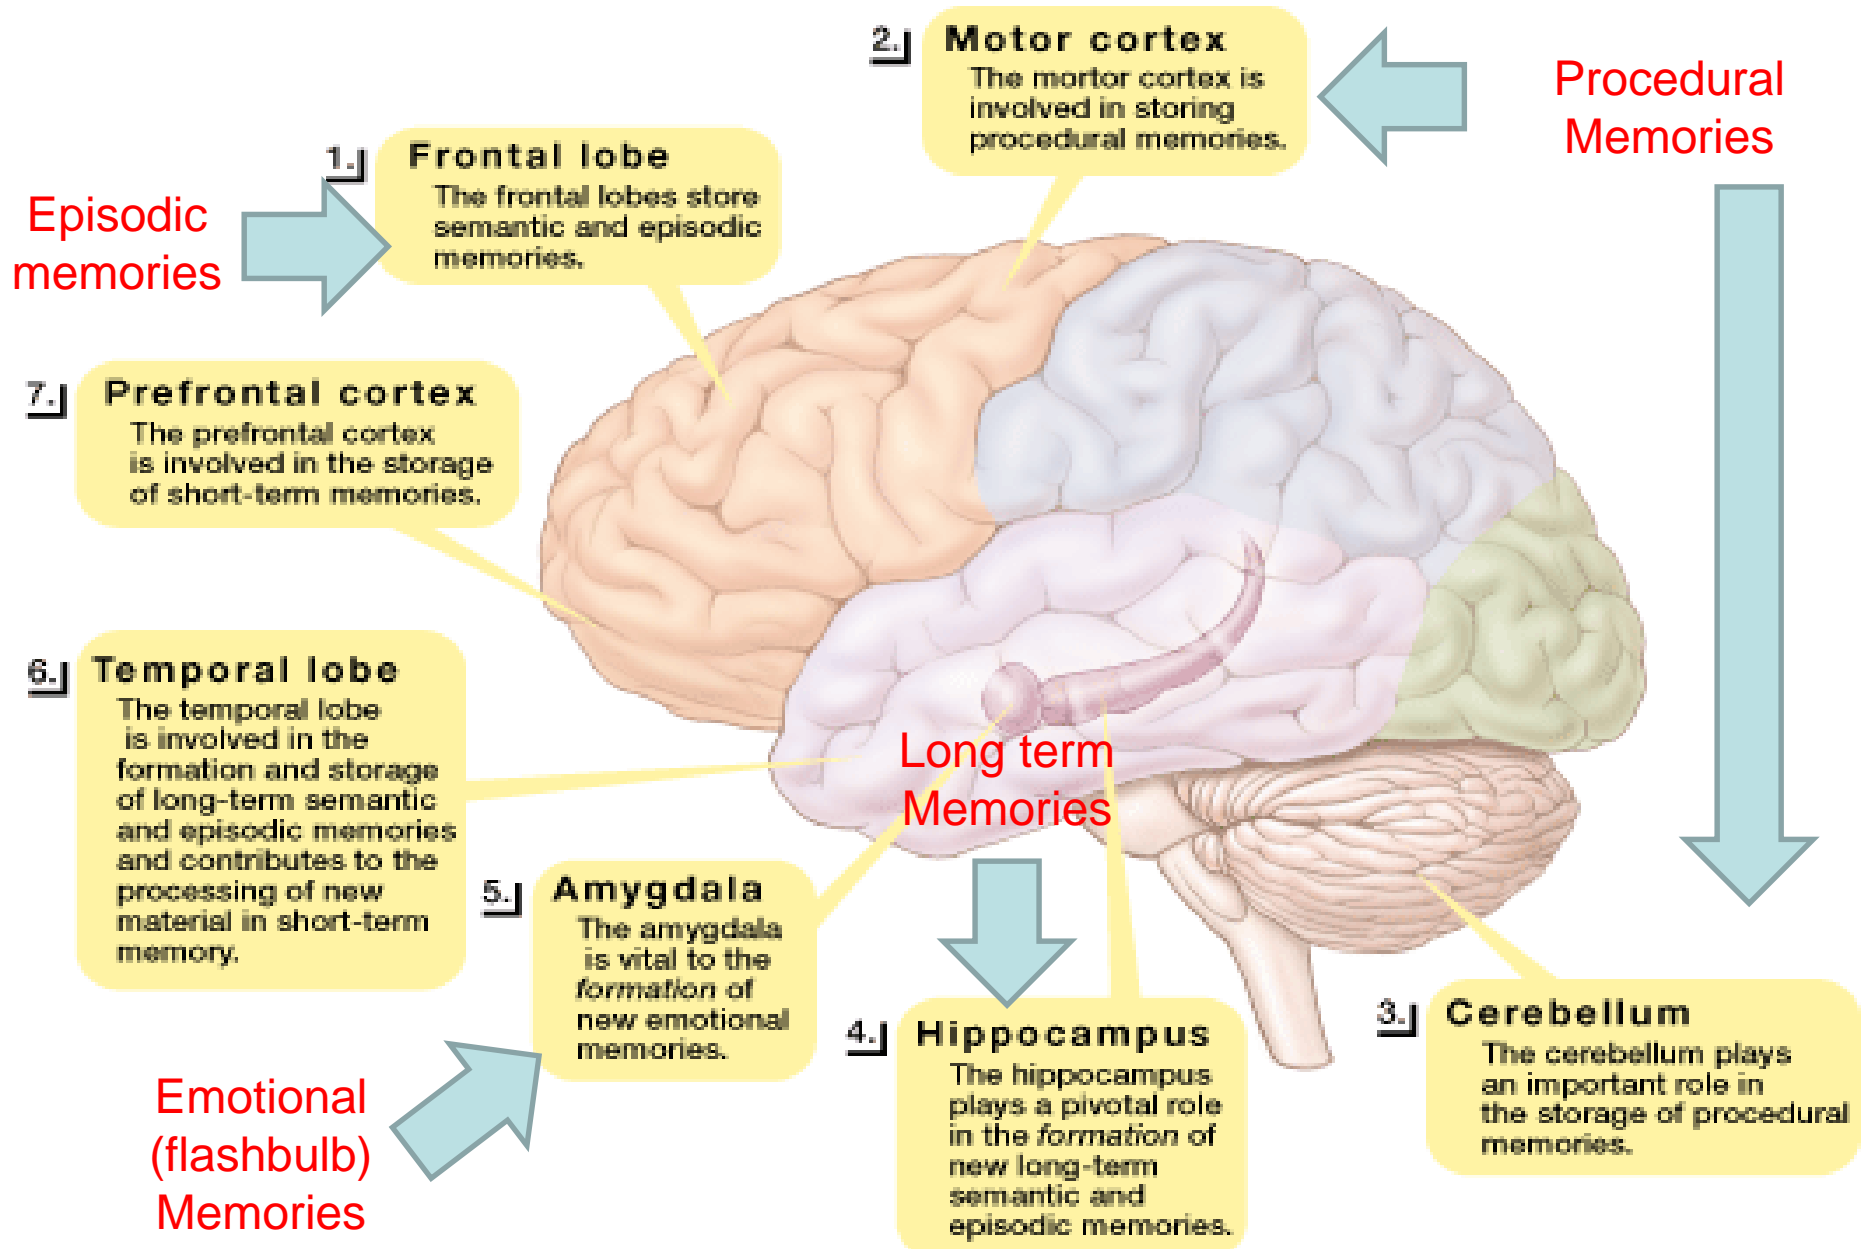 Episodic
memories
1.
Frontal lobe
The frontal lobes store
semantic and episodic
memories.
2.
Motor cortex
The mortor cortex is
involved in storing
procedural memories.
Procedural
Memories
7.
Prefrontal cortex
The prefrontal cortex
is involved in the storage
of short-term memories.
6.
Temporal lobe
The temporal lobe
is involved in the
formation and storage
of long-term semantic
and episodic memories
and contributes to the
processing of new
material in short-term
memory.
Long term
Memories
5.
Amygdala
The amygdala
is vital to the
formation of
new emotional
memories.
Emotional
(flashbulb)
Memories
4.
Hippocampus
The hippocampus
plays a pivotal role
in the formation of
new long-term
semantic and
episodic memories.
3.
Cerebellum
The cerebellum plays
an important role in
the storage of procedural
memories.